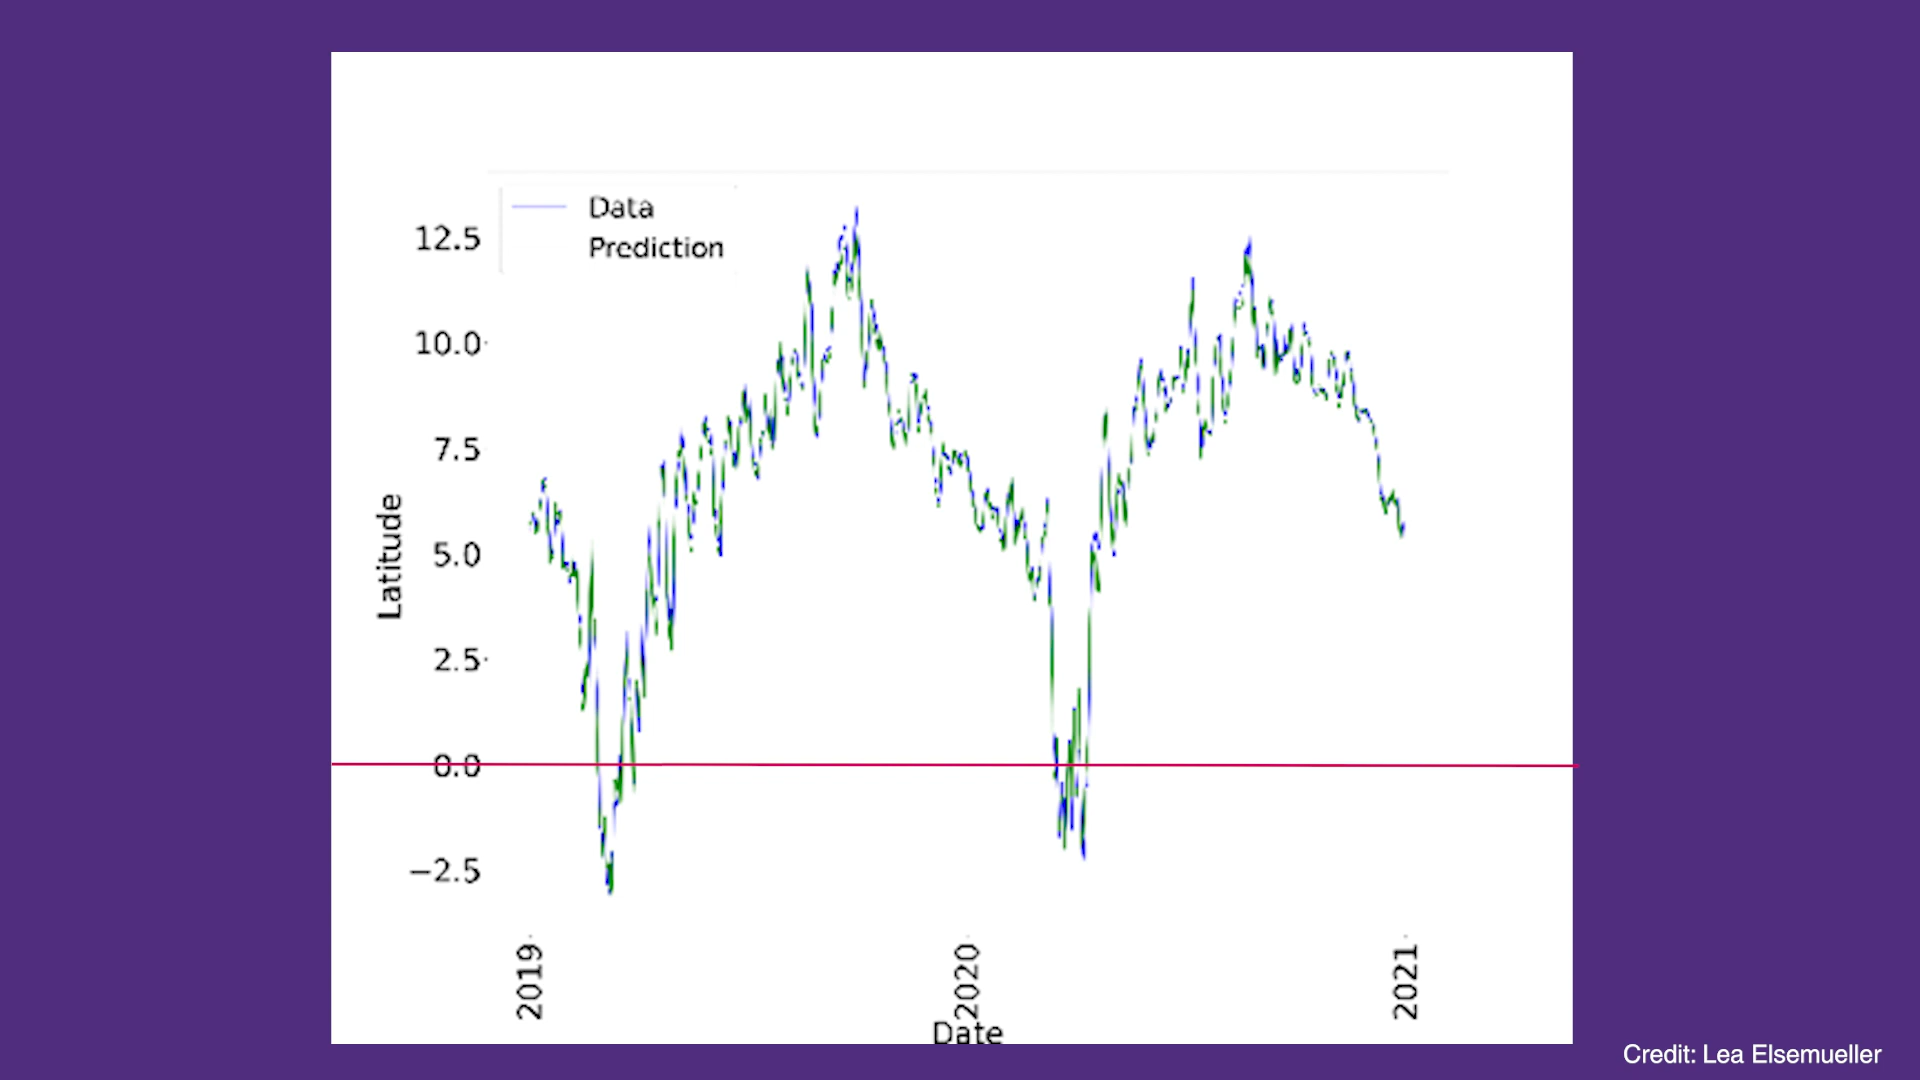 Data
Prediction
12.5
10.0
7.5
5.0
2.5
0.0
−2.5
Latitude
2019
2020
2021
Date
Credit: Lea Elsemueller